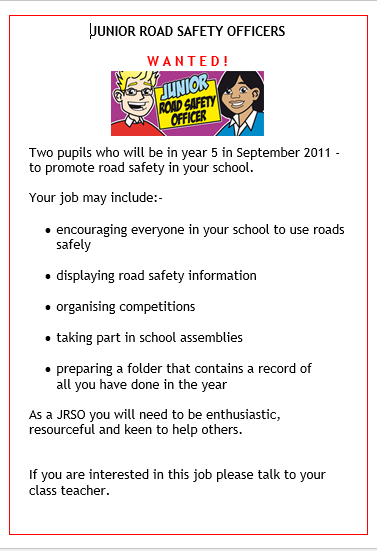 JUNIOR ROAD SAFETY OFFICERS
WANTED!
JUNIOR
ROAD SAFETY
OFFICER
Two pupils who will be in year 5 in September 2011 -
to promote road safety in your school.
Your job may include:-
• encouraging everyone in your school to use roads
safely
• displaying road safety information
• organising competitions
• taking part in school assemblies
• preparing a folder that contains a record of
all you have done in the year
As a JRSO you will need to be enthusiastic,
resourceful and keen to help others.
If you are interested in this job please talk to your
class teacher.